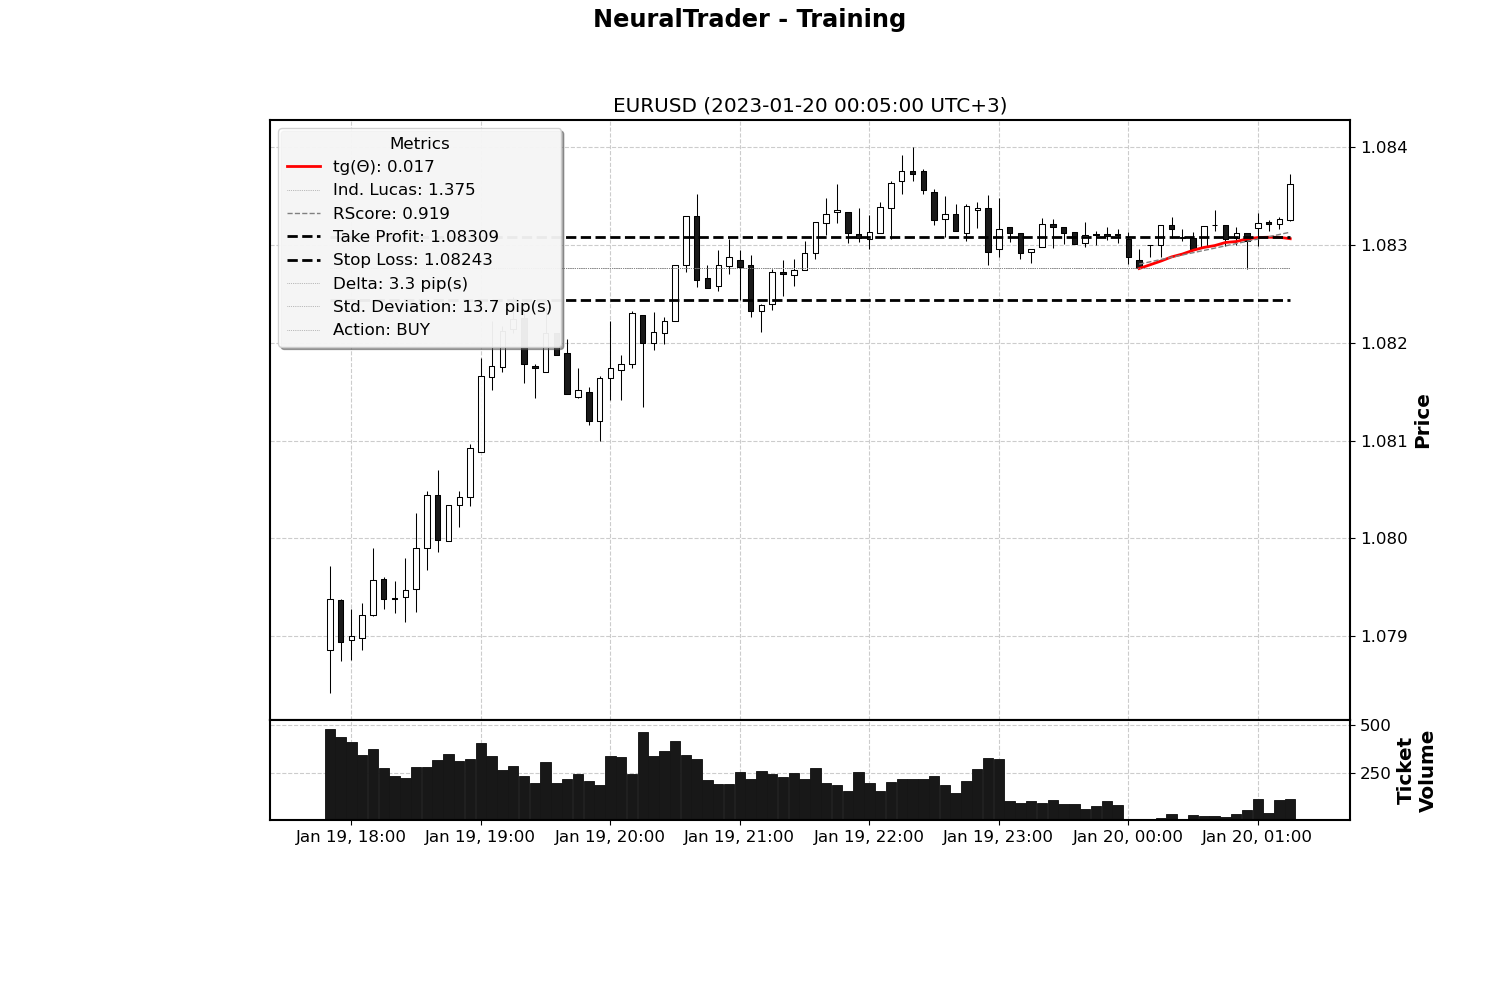 NeuralTrader - Training
EURUSD (2023-01-20 00:05:00 UTC+3)
Metrics
tg(Θ): 0.017
Ind. Lucas: 1.375
RScore: 0.919
Take Profit: 1.08309
Stop Loss: 1.08243
Delta: 3.3 pip(s)
Std. Deviation: 13.7 pip(s)
Action: BUY
1.084
1.083
1.082
1.081
1.080
1.079
Price
500
250
Ticket
Volume
Jan 19, 18:00
Jan 19, 19:00
Jan 19, 20:00
Jan 19, 21:00
Jan 19, 22:00
Jan 19, 23:00
Jan 20, 00:00
Jan 20, 01:00